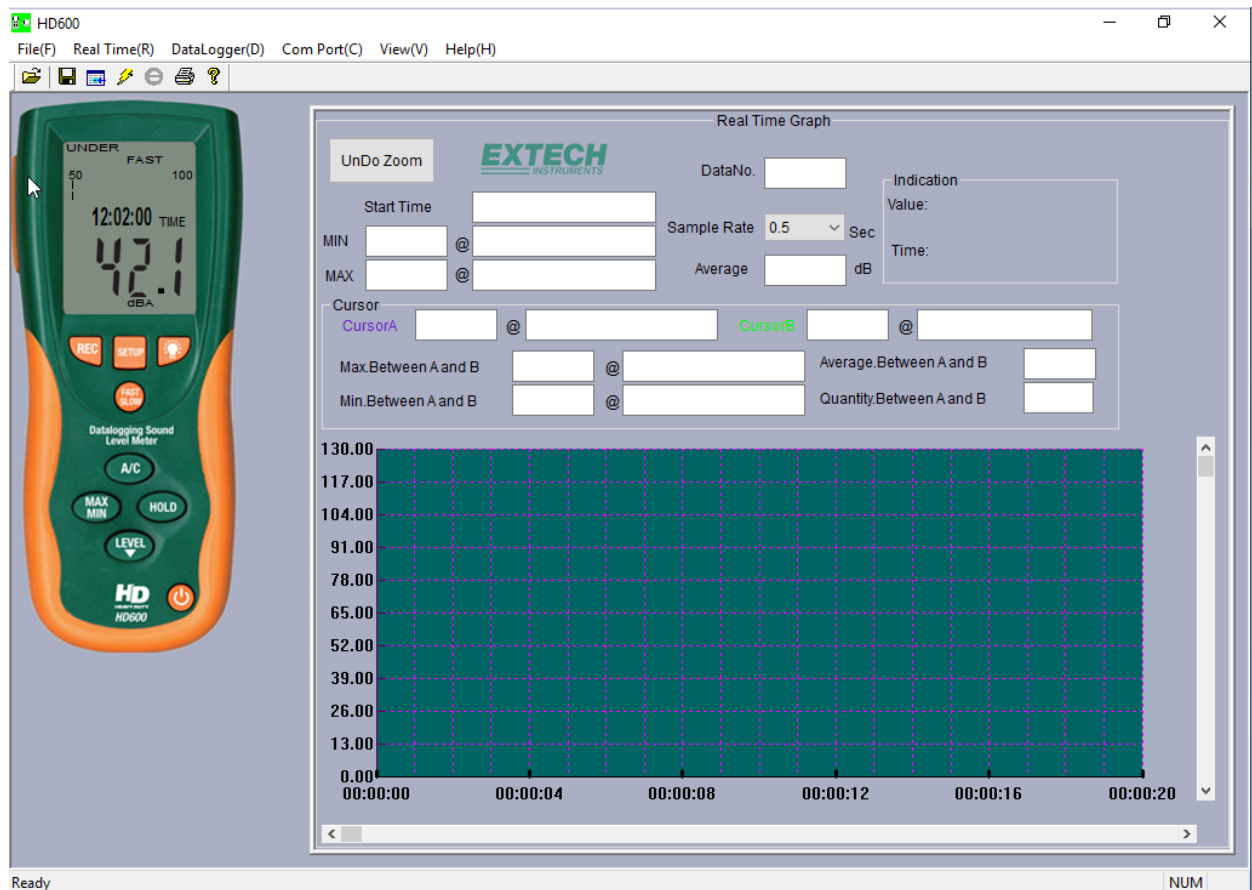 HD600
File(F) Real Time(R) DataLogger(D) Com Port(C) View(V) Help(H)
UNDER
FAST
50 100
12:02:00 TIME
42.1
dBA
REC SETUP
FAST
SLOW
Datalogging Sound
Level Meter
A/C
MAX
MIN
HOLD
LEVEL
HD
HEAVY DUTY
HD600
Real Time Graph
UnDo Zoom
EXTECH
INSTRUMENTS
DataNo.
Indication
Value:
Time:
Start Time
Sample Rate 0.5 Sec
MIN @
MAX @
Average dB
Cursor
CursorA @ CursorB @
Max.Between A and B @ Average.Between A and B
Min.Between A and B @ Quantity.Between A and B
130.00
117.00
104.00
91.00
78.00
65.00
52.00
39.00
26.00
13.00
0.00
00:00:00 00:00:04 00:00:08 00:00:12 00:00:16 00:00:20
Ready NUM